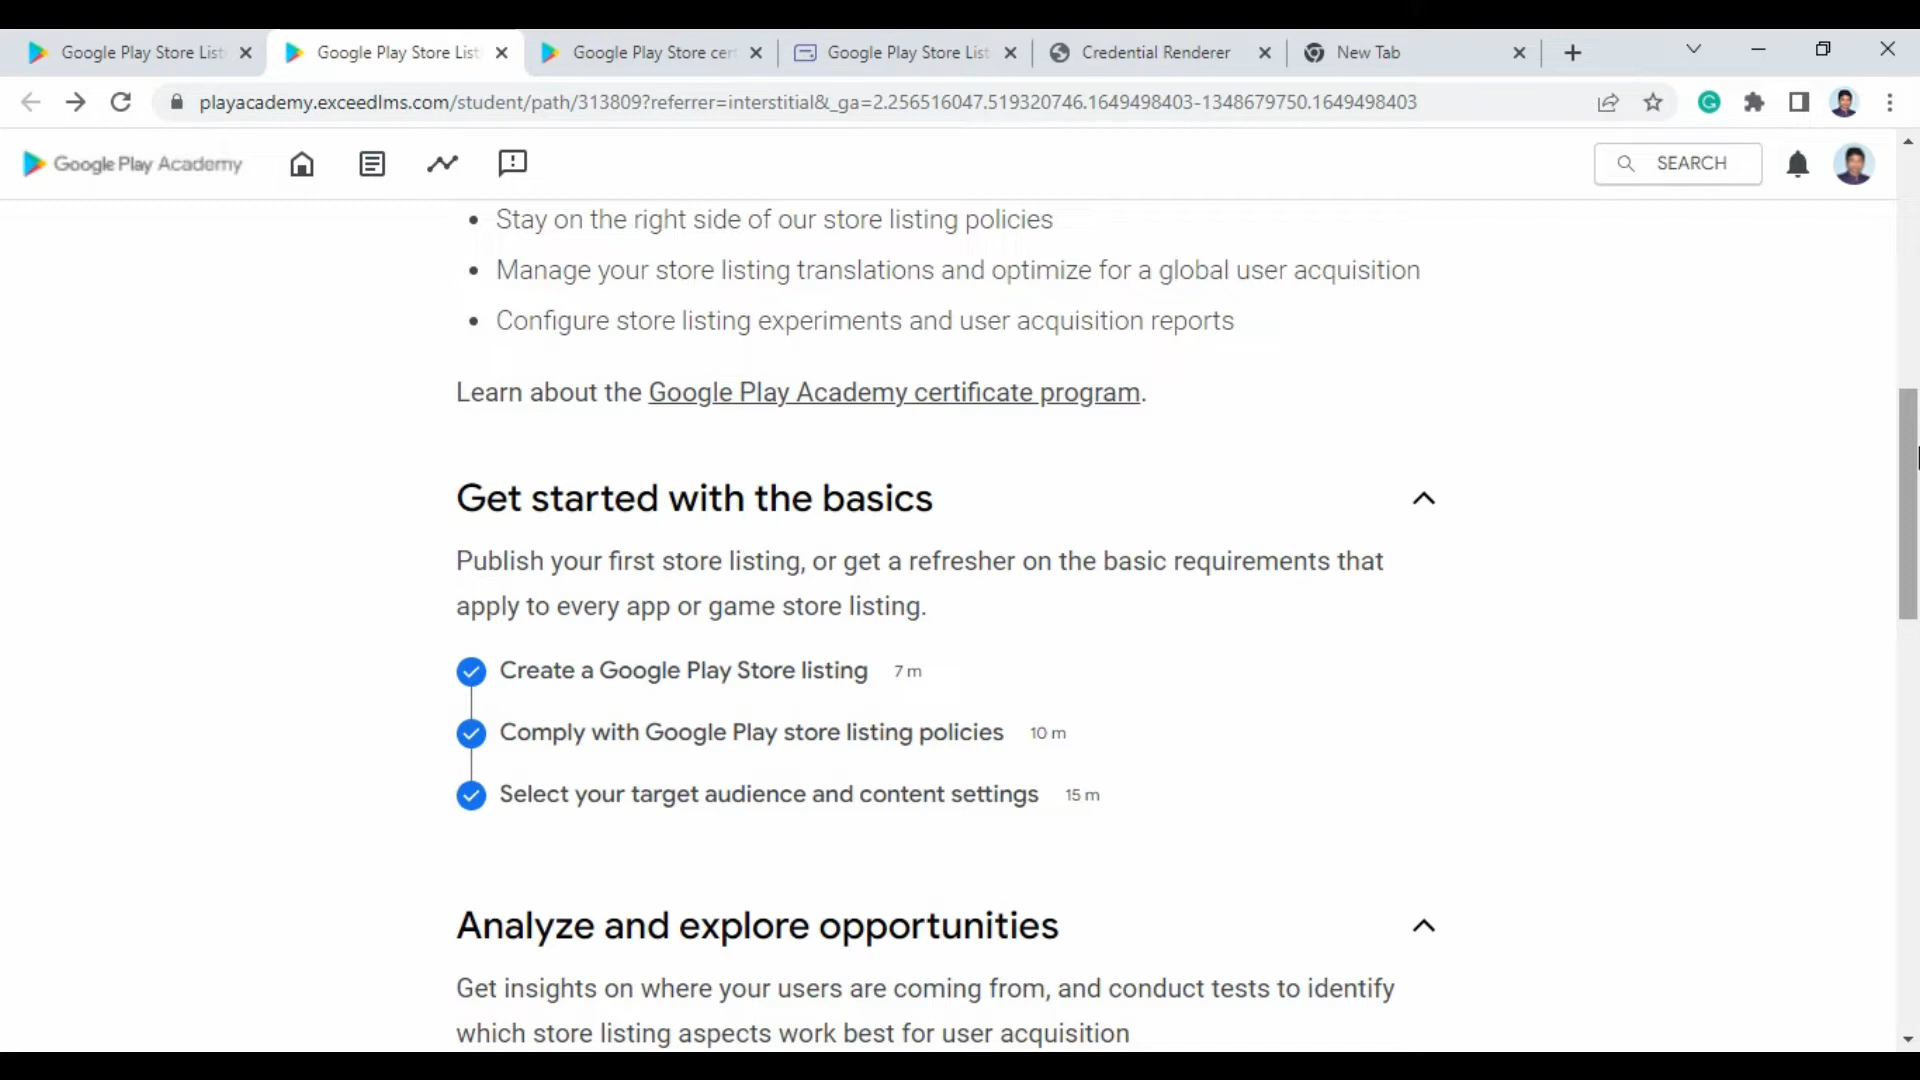 Google Play Store List
Google Play Store List
Google Play Store cer
Google Play Store List
Credential Renderer
New Tab
playacademy.exceedlms.com/student/path/313809?referrer=interstitial&_ga=2.256516047.519320746.1649498403-1348679750.1649498403
Google Play Academy
SEARCH
• Stay on the right side of our store listing policies
• Manage your store listing translations and optimize for a global user acquisition
• Configure store listing experiments and user acquisition reports
Learn about the Google Play Academy certificate program.
Get started with the basics
Publish your first store listing, or get a refresher on the basic requirements that
apply to every app or game store listing.
Create a Google Play Store listing 7 m
Comply with Google Play store listing policies 10 m
Select your target audience and content settings 15 m
Analyze and explore opportunities
Get insights on where your users are coming from, and conduct tests to identify
which store listing aspects work best for user acquisition